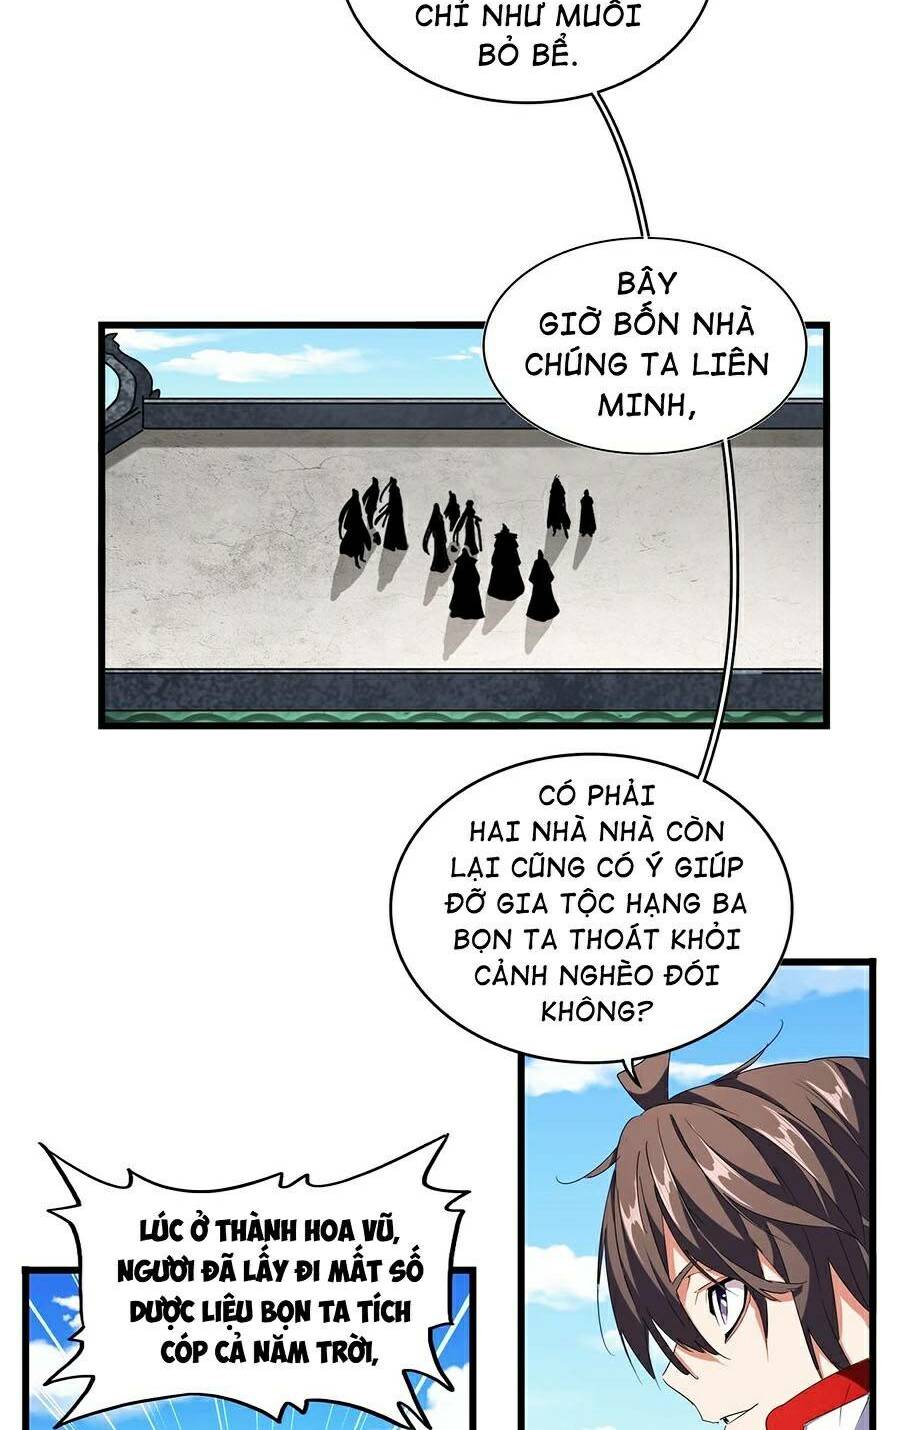 CHỈ NHƯ MUỐI
BỎ BỂ.
BÂY
GIỜ BỐN NHÀ
CHÚNG TA LIÊN
MINH,
CÓ PHẢI
HAI NHÀ NHÀ CÒN
LẠI CŨNG CÓ Ý GIÚP
ĐỠ GIA TỘC HẠNG BA
BỌN TA THOÁT KHỎI
CẢNH NGHÈO ĐÓI
KHÔNG?
LÚC Ở THÀNH HOA VŨ,
NGƯƠI ĐÃ LẤY ĐI MẤT SỐ
DƯỢC LIỆU BỌN TA TÍCH
CÓP CẢ NĂM TRỜI,